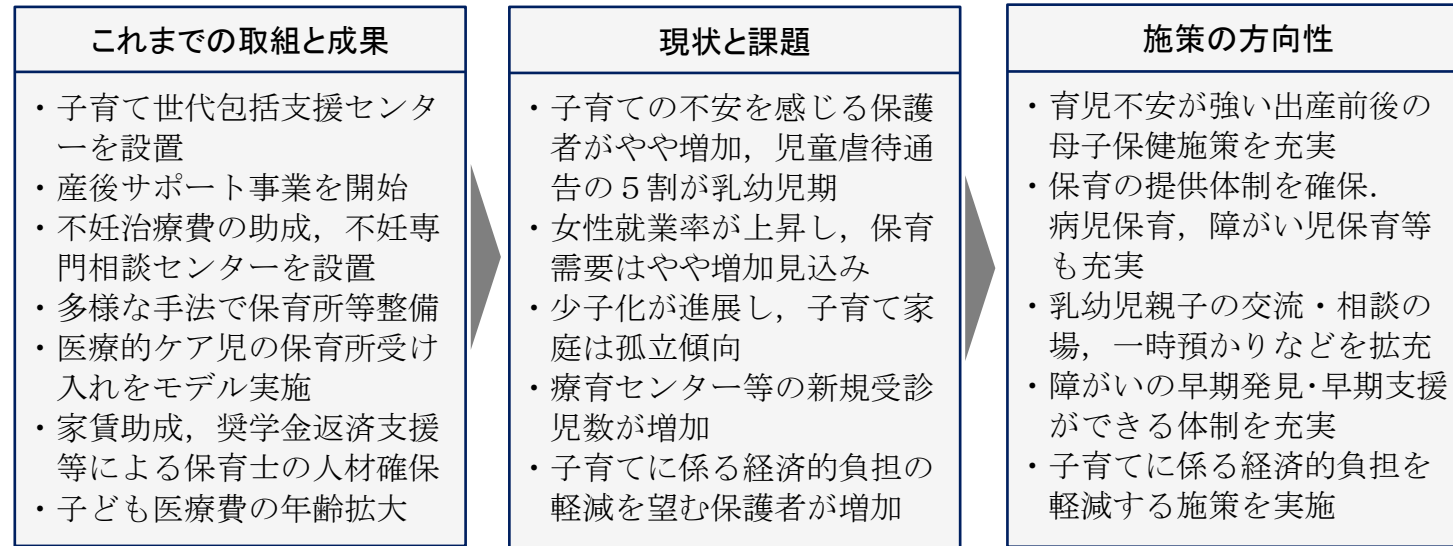 これまでの取組と成果
・子育て世代包括支援センタ
ーを設置
・産後サポート事業を開始
・不妊治療費の助成，不妊専
門相談センターを設置
・多様な手法で保育所等整備
・医療的ケア児の保育所受け
入れをモデル実施
・家賃助成，奨学金返済支援
等による保育士の人材確保
・子ども医療費の年齢拡大
現状と課題
・子育ての不安を感じる保護
者がやや増加，児童虐待通
告の５割が乳幼児期
・女性就業率が上昇し，保育
需要はやや増加見込み
・少子化が進展し，子育て家
庭は孤立傾向
・療育センター等の新規受診
児数が増加
・子育てに係る経済的負担の
軽減を望む保護者が増加
施策の方向性
・育児不安が強い出産前後の
母子保健施策を充実
・保育の提供体制を確保．
病児保育，障がい児保育等
も充実
・乳幼児親子の交流・相談の
場，一時預かりなどを拡充
・障がいの早期発見・早期支援
ができる体制を充実
・子育てに係る経済的負担を
軽減する施策を実施